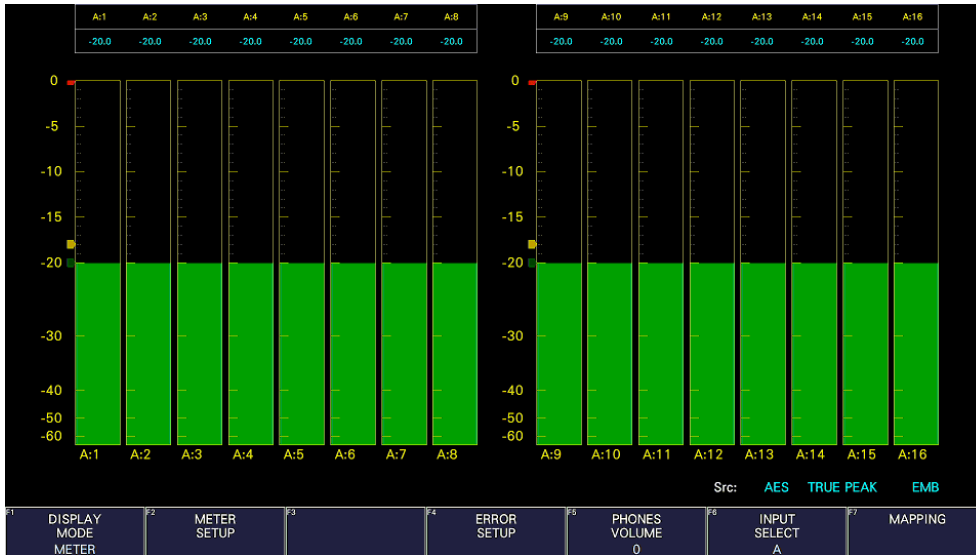 A:1 A:2 A:3 A:4 A:5 A:6 A:7 A:8
-20.0 -20.0 -20.0 -20.0 -20.0 -20.0 -20.0 -20.0
A:9 A:10 A:11 A:12 A:13 A:14 A:15 A:16
-20.0 -20.0 -20.0 -20.0 -20.0 -20.0 -20.0 -20.0
0
-5
-10
-15
-20
-30
-40
-50
-60
A:1 A:2 A:3 A:4 A:5 A:6 A:7 A:8
0
-5
-10
-15
-20
-30
-40
-50
-60
A:9 A:10 A:11 A:12 A:13 A:14 A:15 A:16
Src: AES TRUE PEAK EMB
F1
DISPLAY
MODE
METER
F2
METER
SETUP
F3
F4
ERROR
SETUP
F5
PHONES
VOLUME
0
F6
INPUT
SELECT
A
F7
MAPPING